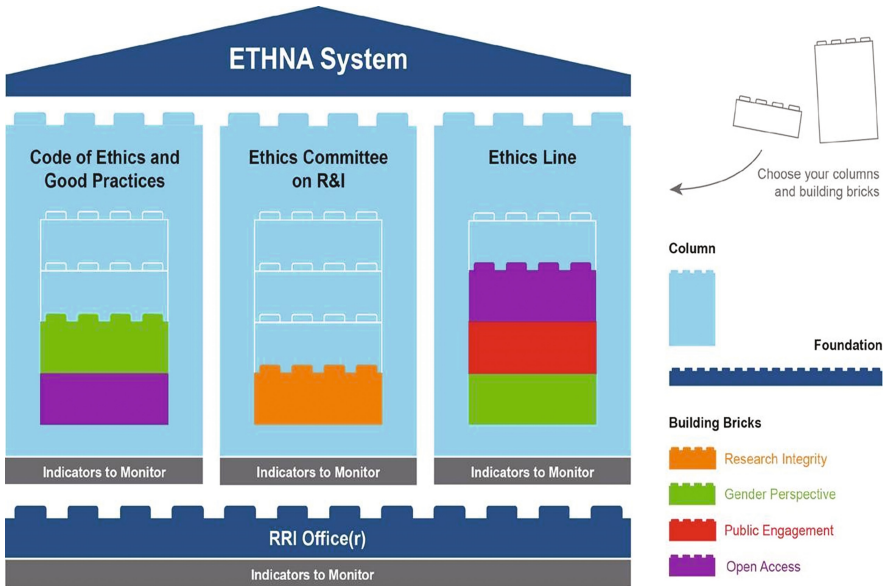 ETHNA System
Code of Ethics and
Good Practices
Ethics Committee
on R&I
Ethics Line
Indicators to Monitor
Indicators to Monitor
Indicators to Monitor
RRI Office(r)
Indicators to Monitor
Choose your columns
and building bricks
Column
Foundation
Building Bricks
Research Integrity
Gender Perspective
Public Engagement
Open Access